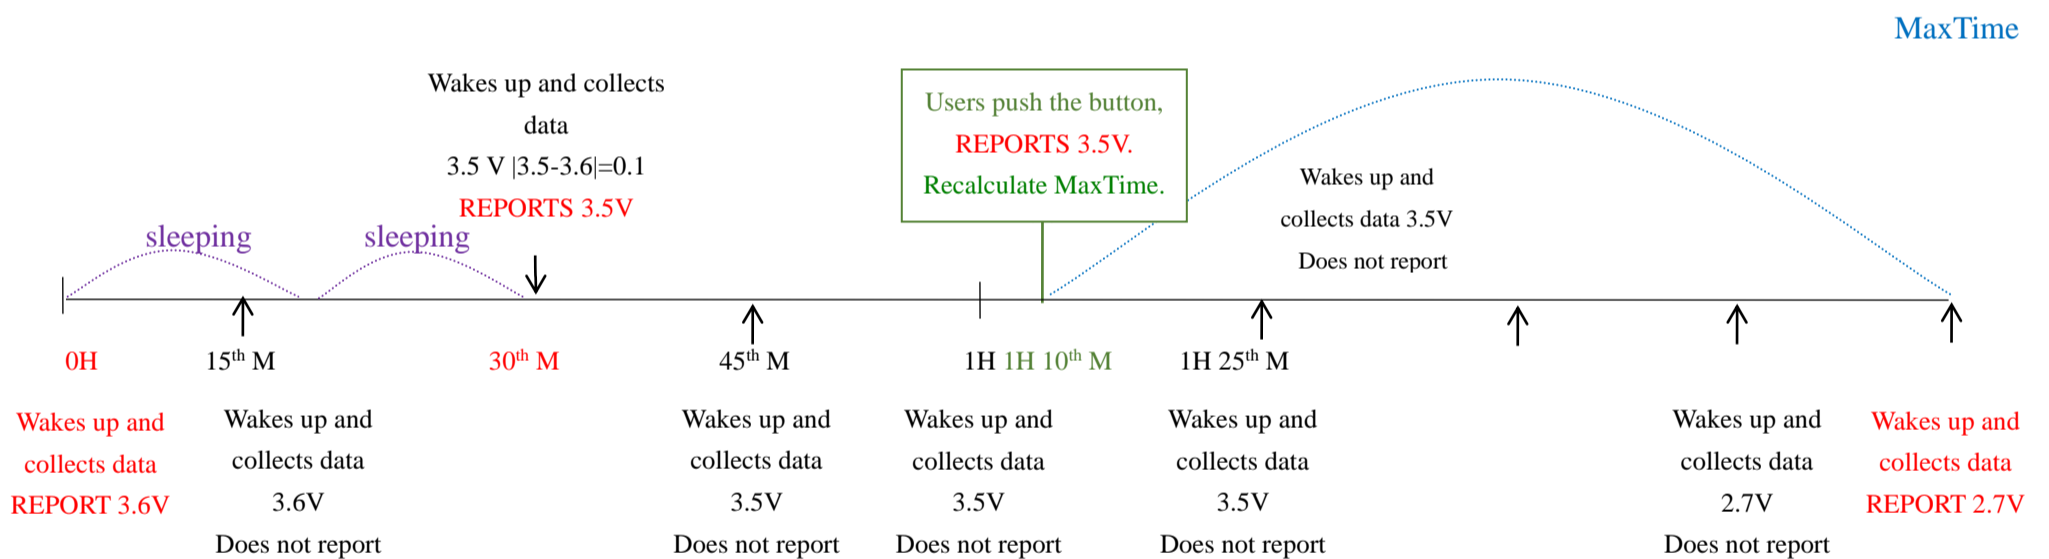 MaxTime
Wakes up and collects
data
3.5 V |3.5-3.6|=0.1
REPORTS 3.5V
Users push the button,
REPORTS 3.5V.
Recalculate MaxTime.
Wakes up and
collects data 3.5V
Does not report
sleeping
sleeping
0H
15th M
30th M
45th M
1H 1H 10th M
1H 25th M
Wakes up and
collects data
REPORT 3.6V
Wakes up and
collects data
3.6V
Does not report
Wakes up and
collects data
3.5V
Does not report
Wakes up and
collects data
3.5V
Does not report
Wakes up and
collects data
3.5V
Does not report
Wakes up and
collects data
2.7V
Does not report
Wakes up and
collects data
REPORT 2.7V